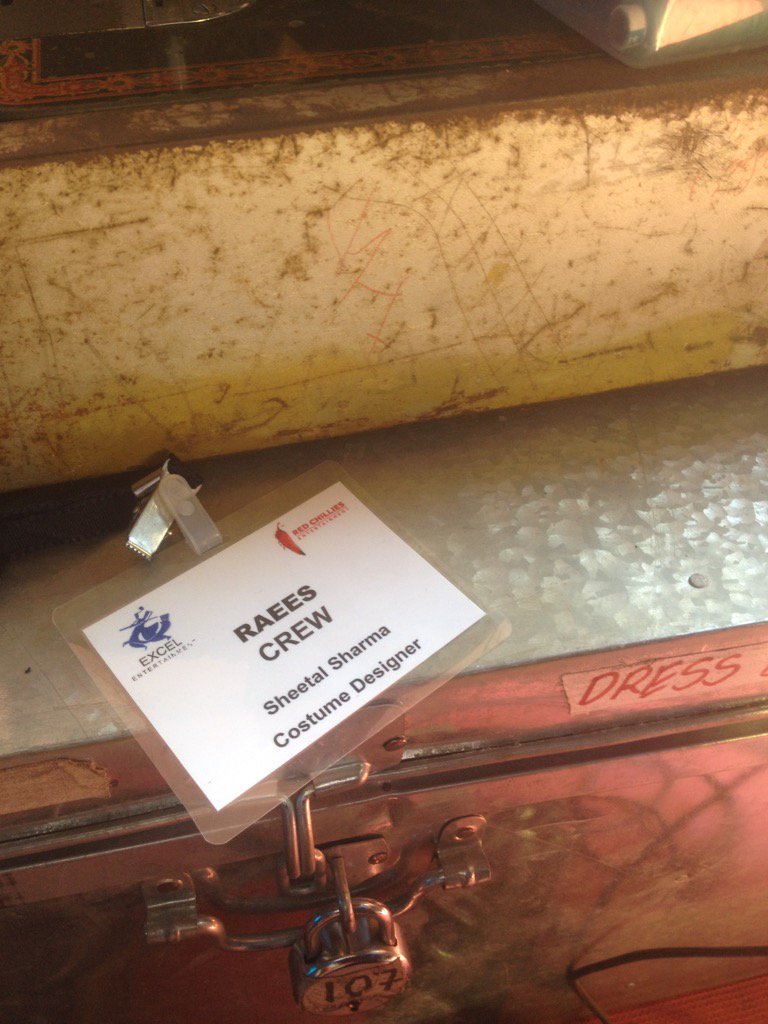 RED CHILLIES
ENTERTAINMENT
EXCEL
ENTERTAINMENT
RAEES
CREW
Sheetal Sharma
Costume Designer
DRESS
107